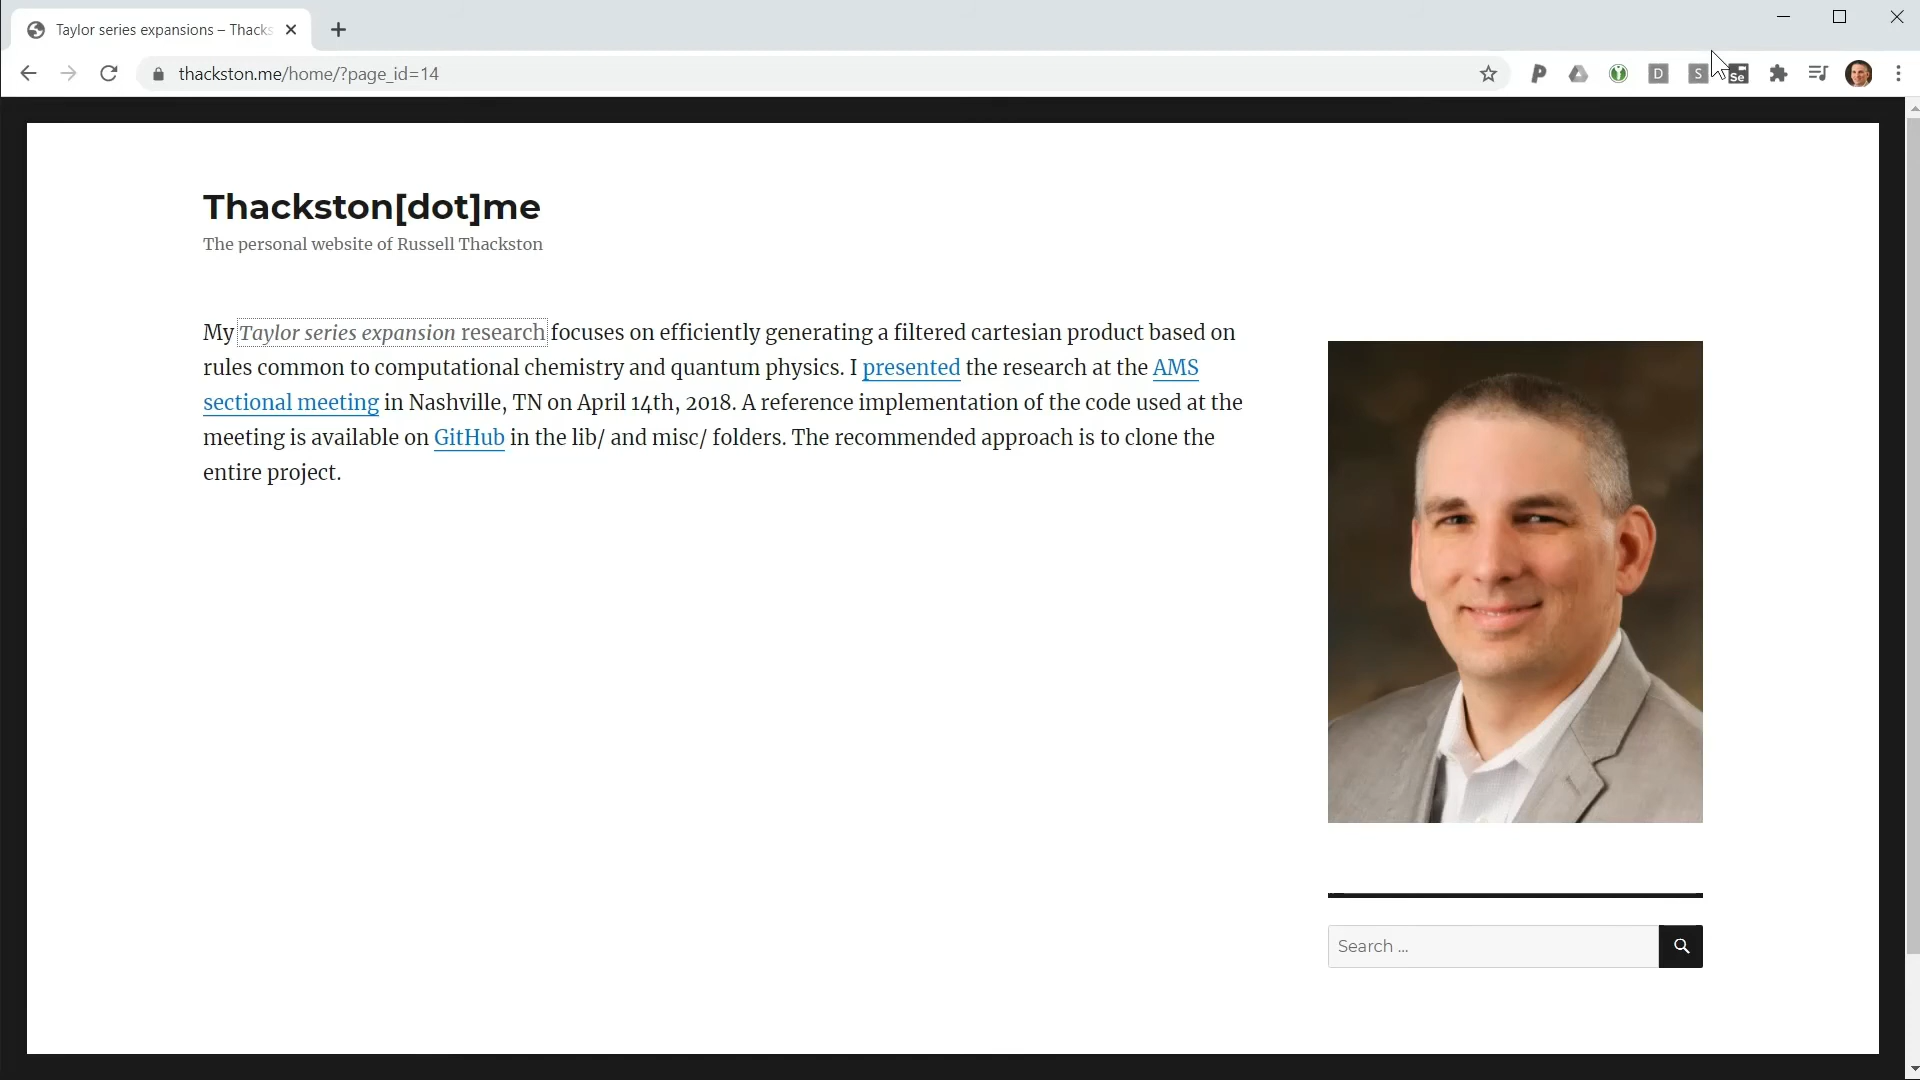 Taylor series expansions – Thacks
thackston.me/home/?page_id=14
D
S
Se
Thackston[dot]me
The personal website of Russell Thackston
My Taylor series expansion research focuses on efficiently generating a filtered cartesian product based on
rules common to computational chemistry and quantum physics. I presented the research at the AMS
sectional meeting in Nashville, TN on April 14th, 2018. A reference implementation of the code used at the
meeting is available on GitHub in the lib/ and misc/ folders. The recommended approach is to clone the
entire project.
Search ...